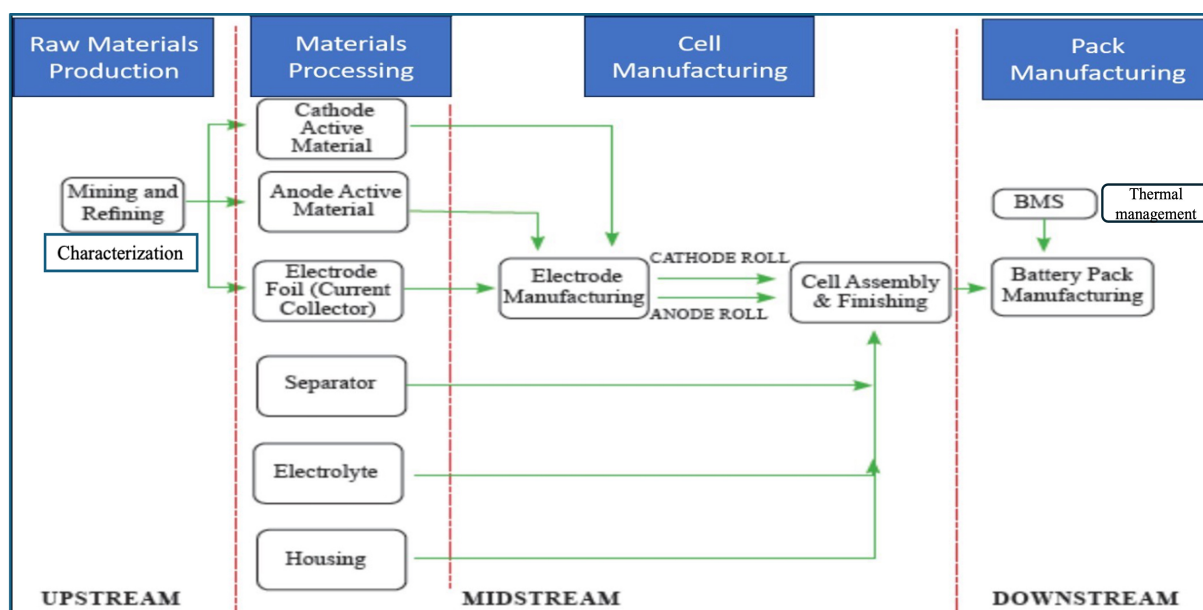 Raw Materials
Production
Materials
Processing
Cell
Manufacturing
Pack
Manufacturing
Mining and
Refining
Characterization
Cathode
Active
Material
Anode Active
Material
Electrode
Foil (Current
Collector)
Separator
Electrolyte
Housing
Electrode
Manufacturing
CATHODE ROLL
ANODE ROLL
Cell Assembly
& Finishing
BMS
Thermal
management
Battery Pack
Manufacturing
UPSTREAM
MIDSTREAM
DOWNSTREAM